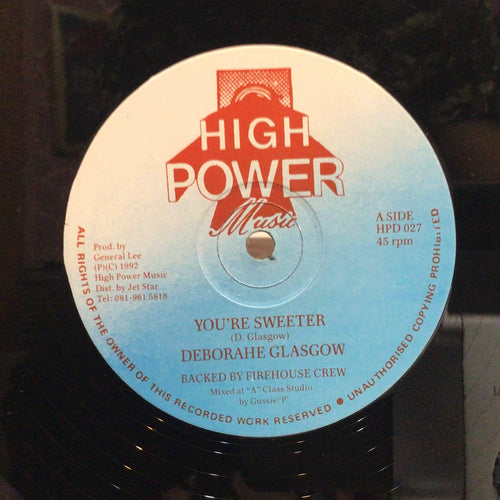 HIGH
POWER
Music
A SIDE
HPD 027
45 rpm
Prod. by
General Lee
(P)(C) 1992
High Power Music
Dist. by Jet Star
Tel: 081-961 5818
YOU'RE SWEETER
(D. Glasgow)
DEBORAHE GLASGOW
BACKED BY FIREHOUSE CREW
Mixed at "A" Class Studio
by Gussie 'P'
ALL RIGHTS OF THE OWNER OF THIS RECORDED WORK RESERVED ● UNAUTHORISED COPYING PROHIBITED